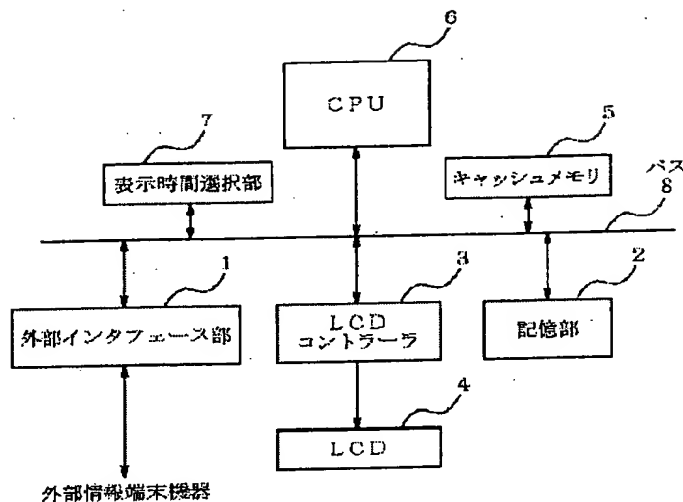 6
CPU
7
5
表示時間選択部
キャッシュメモリ
バス
8
1
3
2
外部インタフェース部
LCD
コントローラ
記憶部
4
LCD
外部情報端末機器